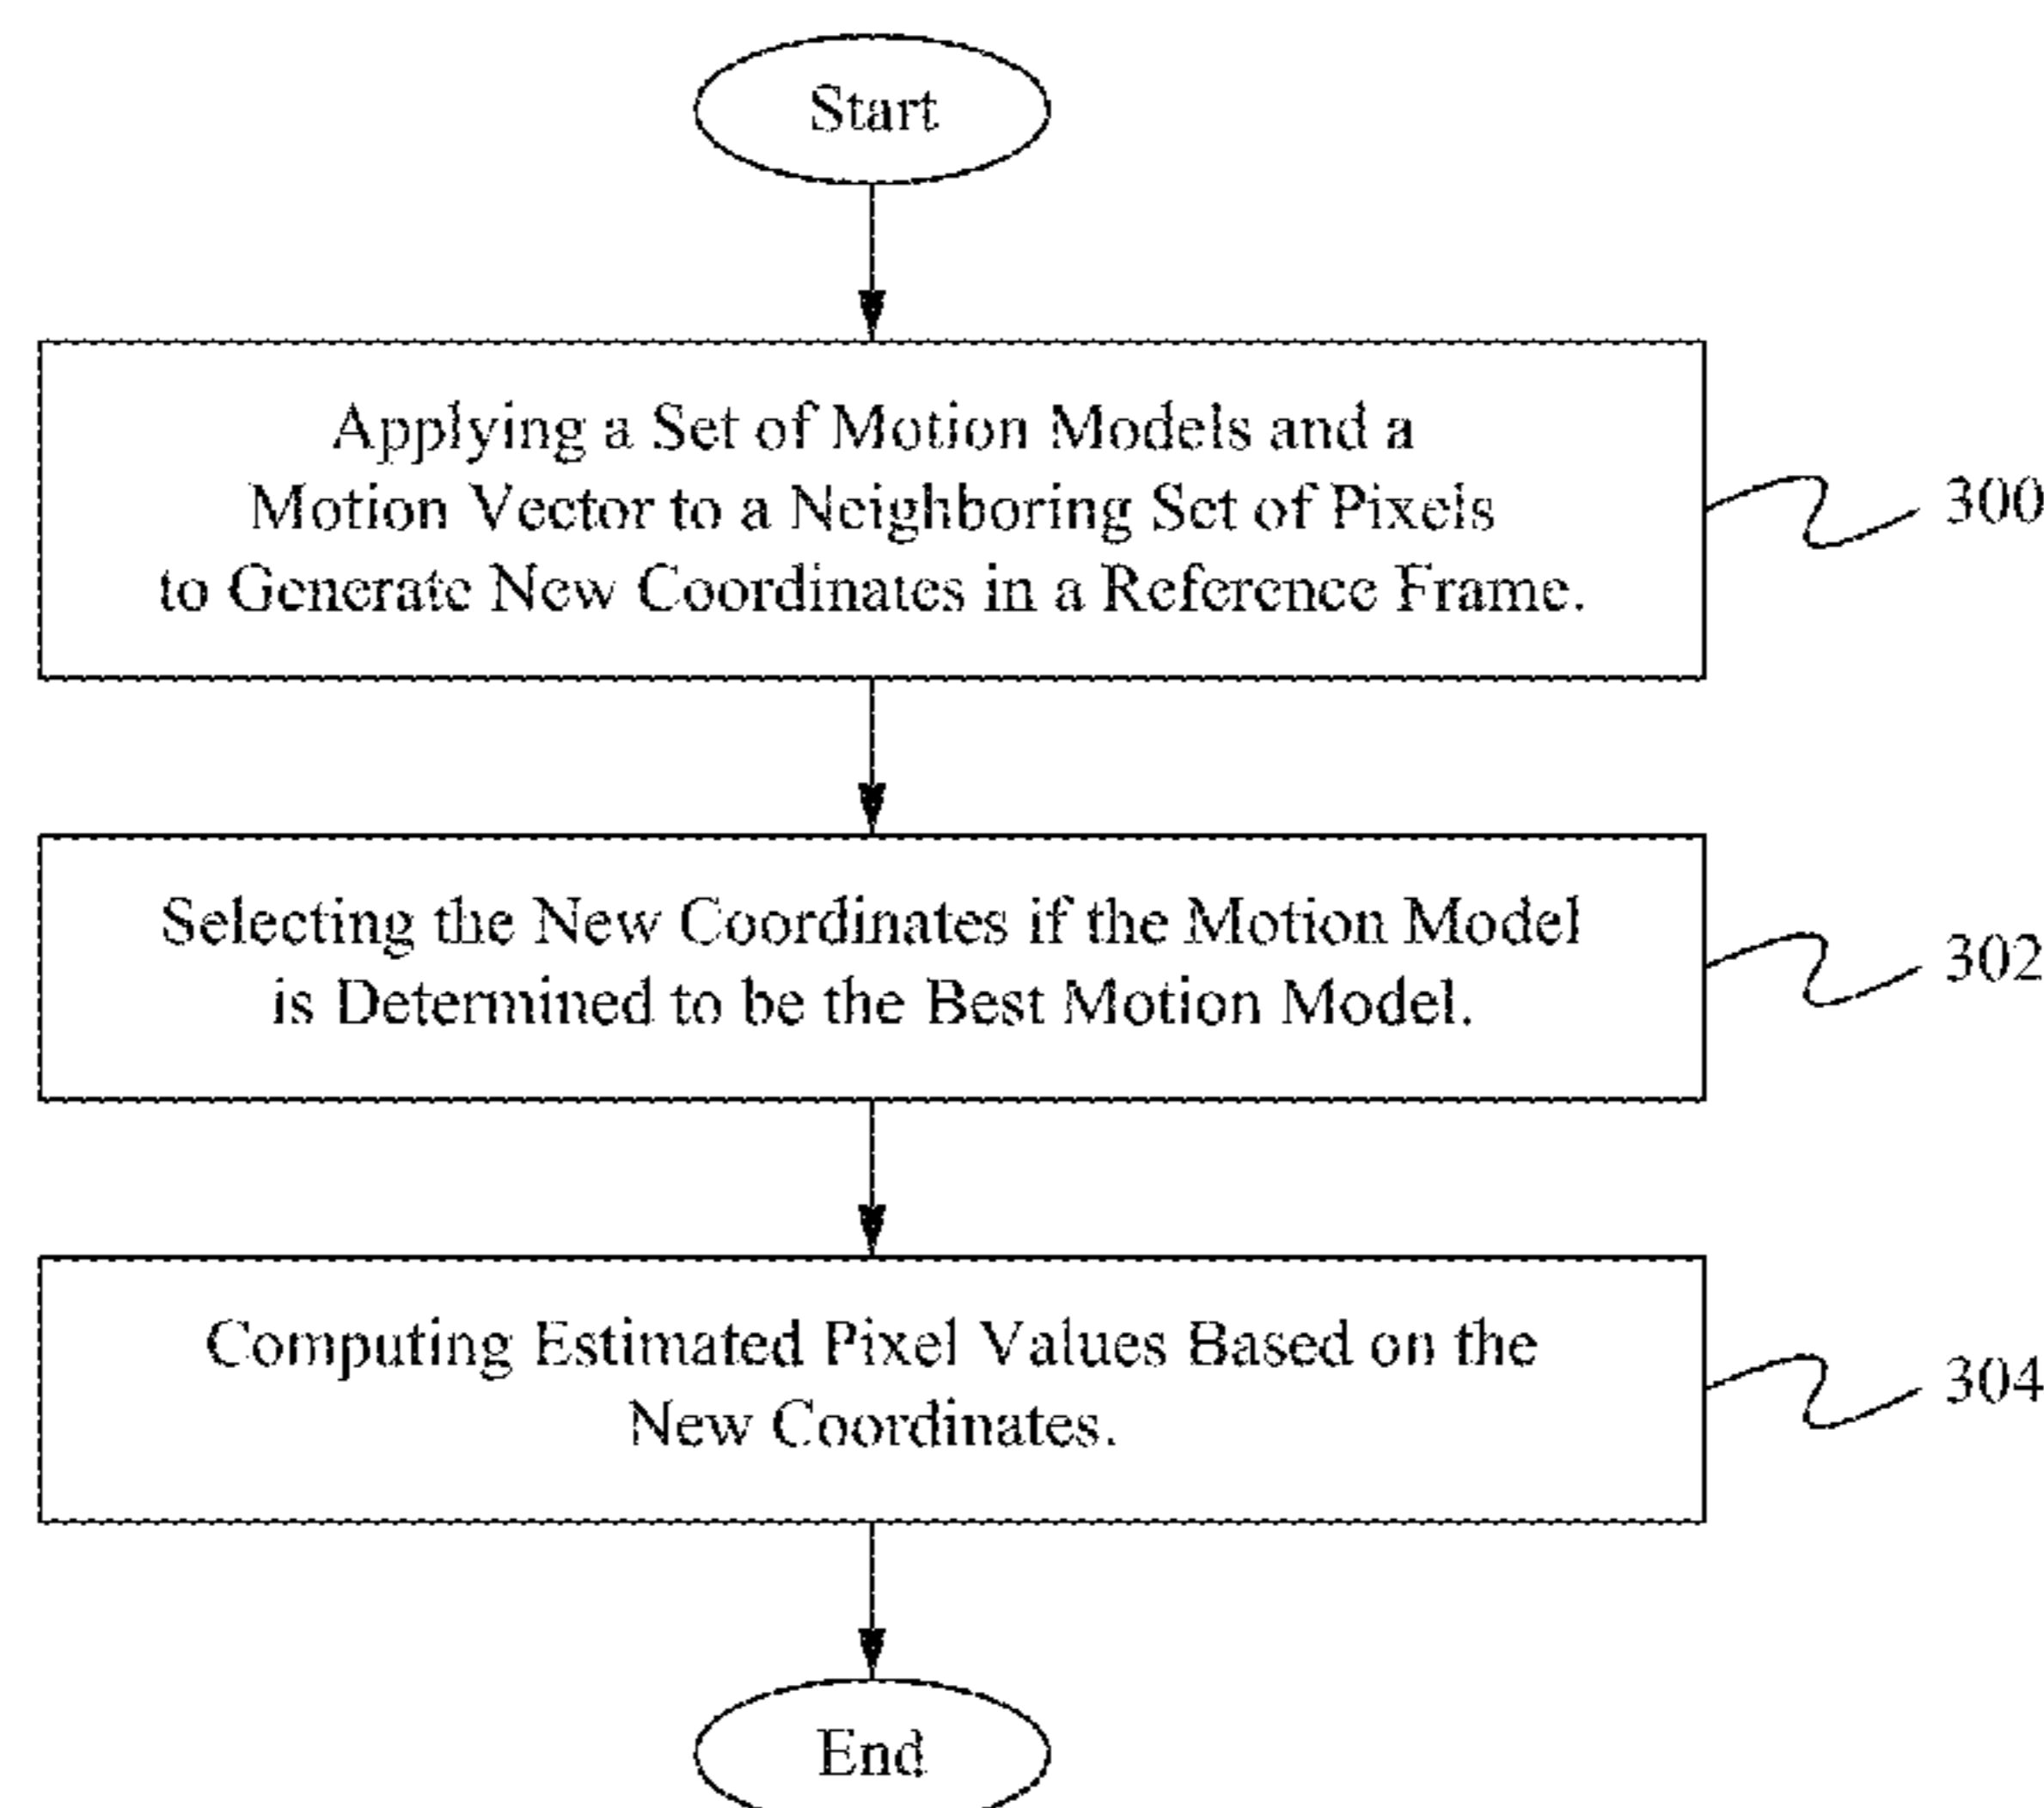 Start
Applying a Set of Motion Models and a
Motion Vector to a Neighboring Set of Pixels
to Generate New Coordinates in a Reference Frame.
300
Selecting the New Coordinates if the Motion Model
is Determined to be the Best Motion Model.
302
Computing Estimated Pixel Values Based on the
New Coordinates.
304
End